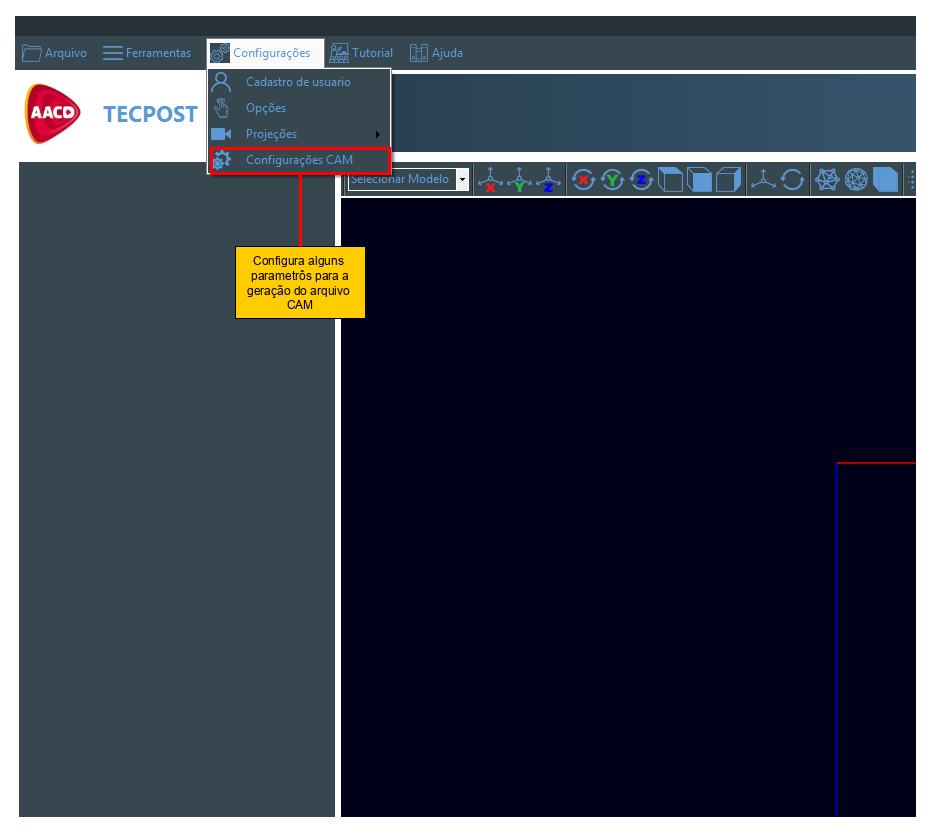 Arquivo Ferramentas Configurações Tutorial Ajuda
AACD TECPOST
Cadastro de usuario
Opções
Projeções
Configurações CAM
Selecionar Modelo X Y Z X Y Z
Configura alguns
parametrôs para a
geração do arquivo
CAM